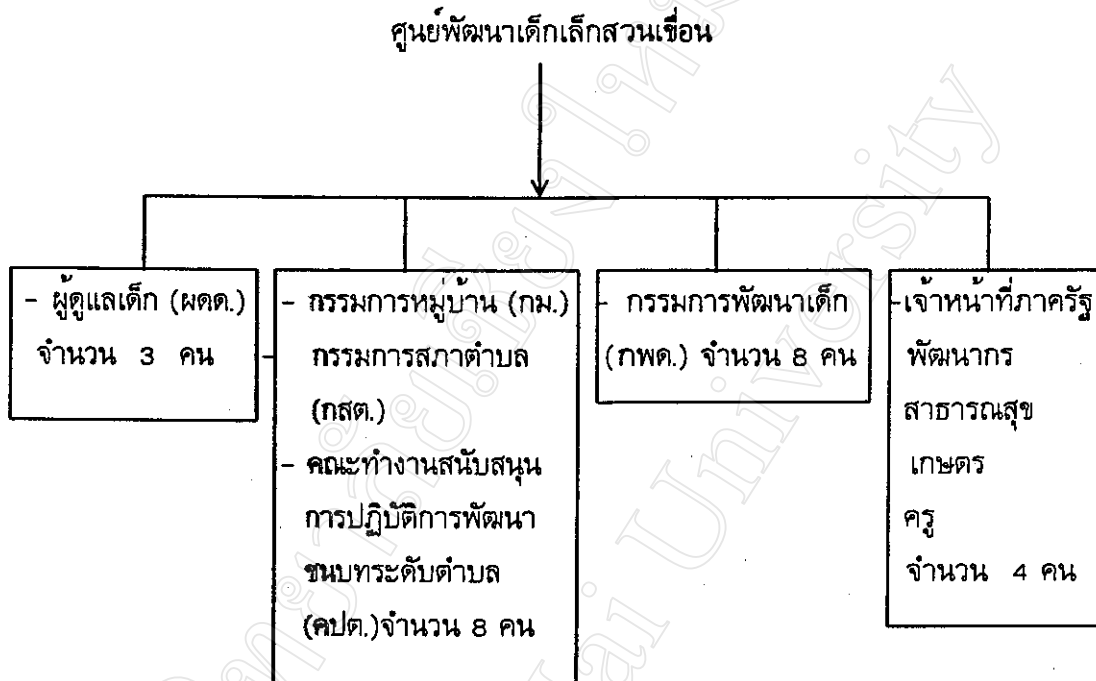 ศูนย์พัฒนาเด็กเล็กสวนเขื่อน
- ผู้ดูแลเด็ก (ผดด.)
จำนวน 3 คน
- กรรมการหมู่บ้าน (กม.)
- กรรมการสภาตำบล
(กสต.)
- คณะทำงานสนับสนุน
การปฏิบัติการพัฒนา
ชนบทระดับตำบล
(คปต.)จำนวน 8 คน
- กรรมการพัฒนาเด็ก
(กพด.) จำนวน 8 คน
-เจ้าหน้าที่ภาครัฐ
พัฒนากร
สาธารณสุข
เกษตร
ครู
จำนวน 4 คน
University